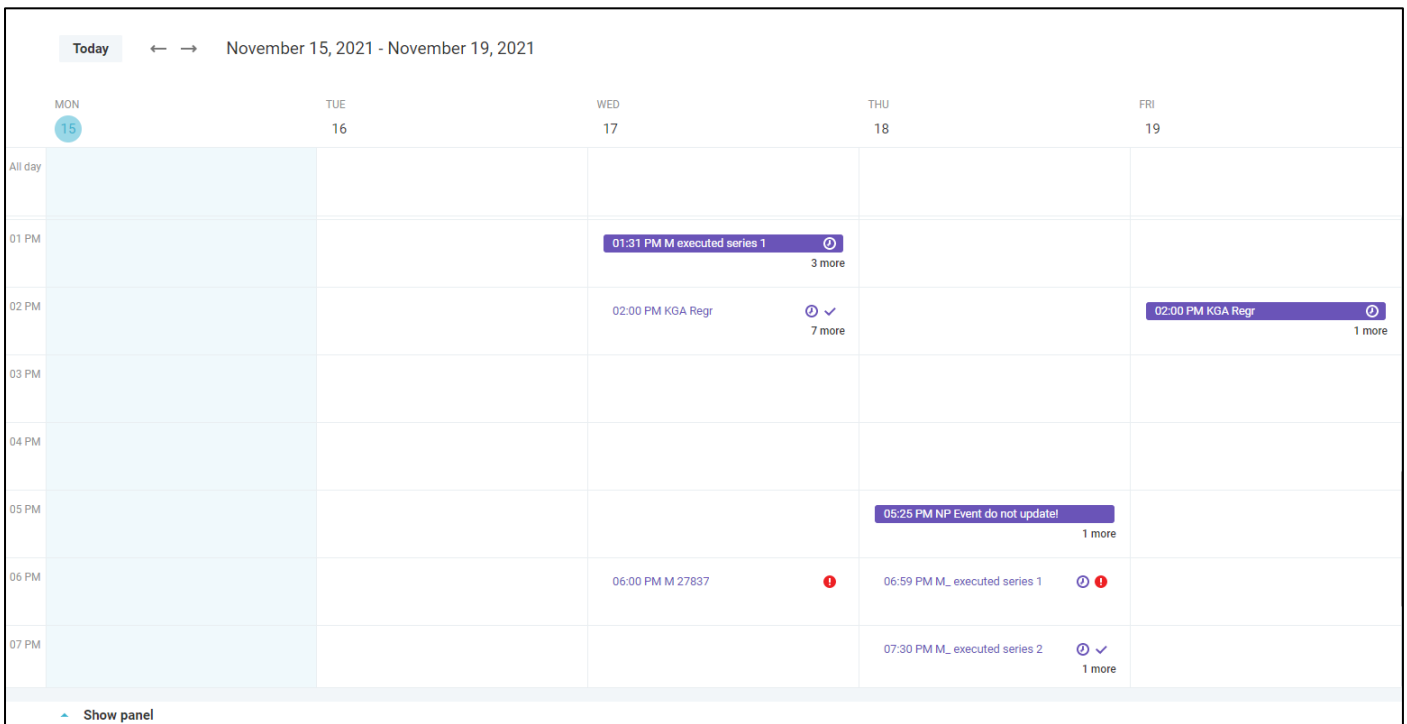 Today ← → November 15, 2021 - November 19, 2021
MON TUE WED THU FRI
15 16 17 18 19
All day
01 PM
01:31 PM M executed series 1
3 more
02 PM
02:00 PM KGA Regr
7 more
02:00 PM KGA Regr
1 more
03 PM
04 PM
05 PM
05:25 PM NP Event do not update!
1 more
06 PM
06:00 PM M 27837
06:59 PM M_ executed series 1
07 PM
07:30 PM M_ executed series 2
1 more
Show panel